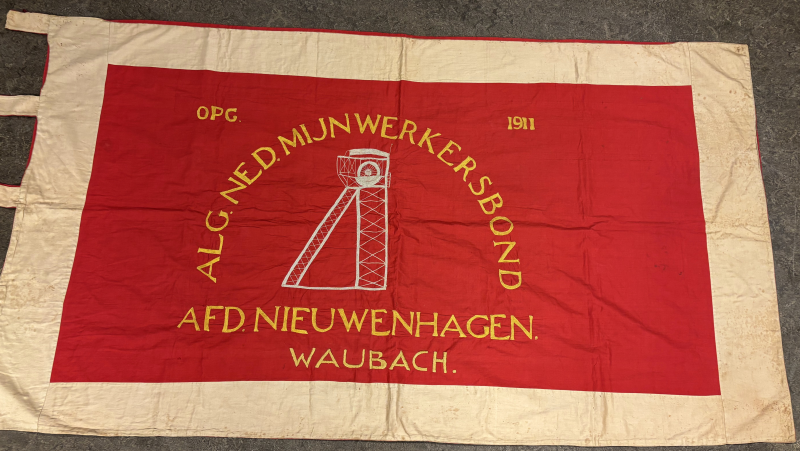 OPG. 1911
ALG. NED. MIJNWERKERSBOND
AFD. NIEUWENHAGEN.
WAUBACH.